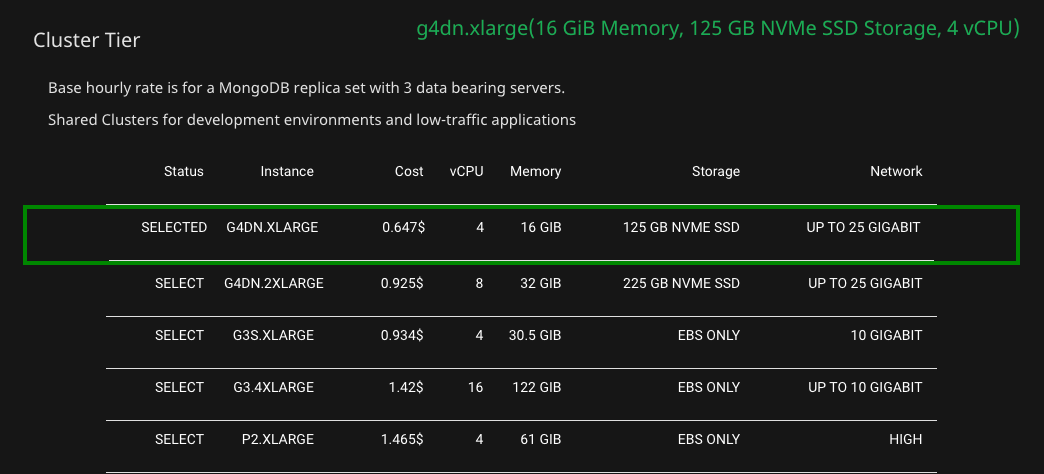 Cluster Tier
g4dn.xlarge(16 GiB Memory, 125 GB NVMe SSD Storage, 4 vCPU)
Base hourly rate is for a MongoDB replica set with 3 data bearing servers.
Shared Clusters for development environments and low-traffic applications
Status Instance Cost vCPU Memory Storage Network
SELECTED G4DN.XLARGE 0.647$ 4 16 GIB 125 GB NVME SSD UP TO 25 GIGABIT
SELECT G4DN.2XLARGE 0.925$ 8 32 GIB 225 GB NVME SSD UP TO 25 GIGABIT
SELECT G3S.XLARGE 0.934$ 4 30.5 GIB EBS ONLY 10 GIGABIT
SELECT G3.4XLARGE 1.42$ 16 122 GIB EBS ONLY UP TO 10 GIGABIT
SELECT P2.XLARGE 1.465$ 4 61 GIB EBS ONLY HIGH